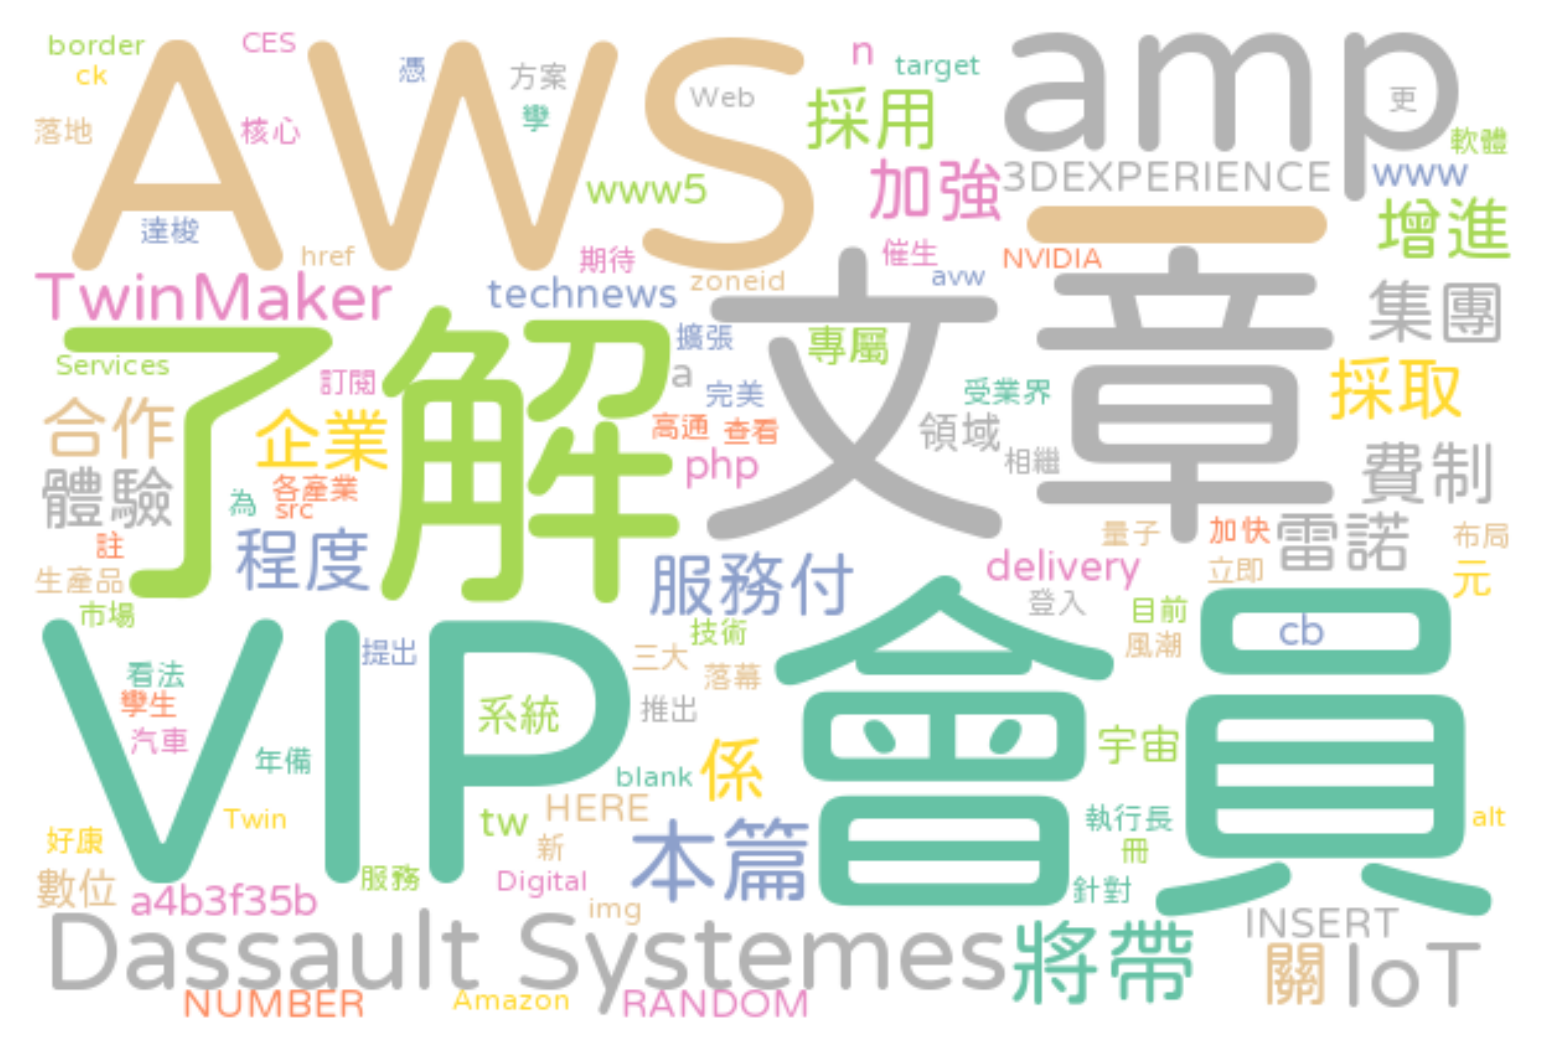 border
CES
ck
AWS
憑
方案
孿
Web
n
target
採用
amp
更
軟體
落地
核心
www5
加強
3DEXPERIENCE
www
增進
達梭
href
期待
催生
NVIDIA
一
TwinMaker
technews
zoneid
avw
文章
集團
了解
擴張
專屬
Services
訂閱
a
完美
受業界
採取
合作
企業
高通
查看
領域
相繼
php
費制
體驗
為
各產業
src
程度
註
生產品
市場
服務付
delivery
量子
加快
雷諾
布局
立即
元
登入
目前
風潮
VIP
提出
技術
三大
落幕
會員
cb
看法
孿生
汽車
系統
推出
年備
blank
係
宇宙
Twin
tw
HERE
執行長
alt
好康
新
本篇
冊
數位
服務
Digital
針對
a4b3f35b
img
INSERT
Dassault Systemes
將帶
關
IoT
NUMBER
Amazon
RANDOM